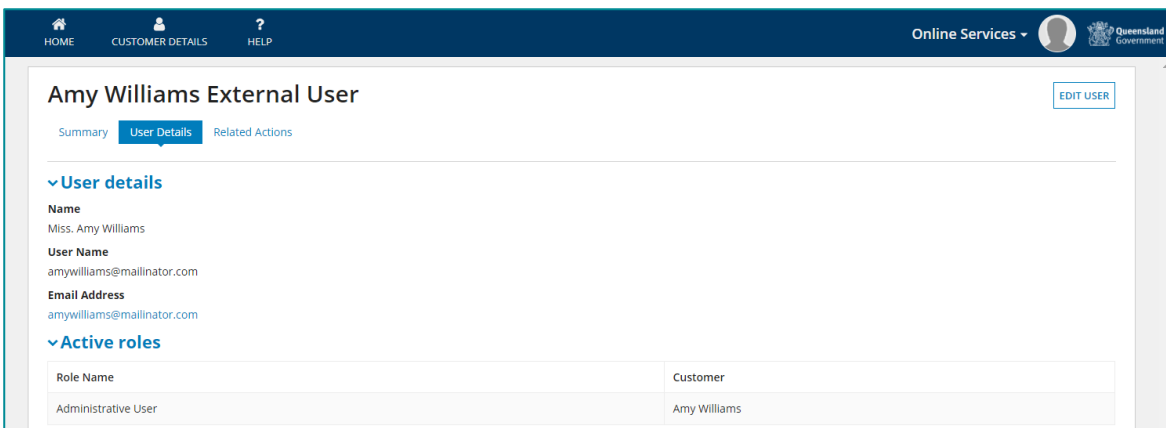 HOME CUSTOMER DETAILS ? HELP Online Services Queensland Government
Amy Williams External User EDIT USER
Summary User Details Related Actions
User details
Name
Miss. Amy Williams
User Name
amywilliams@mailinator.com
Email Address
amywilliams@mailinator.com
Active roles
Role Name Customer
Administrative User Amy Williams